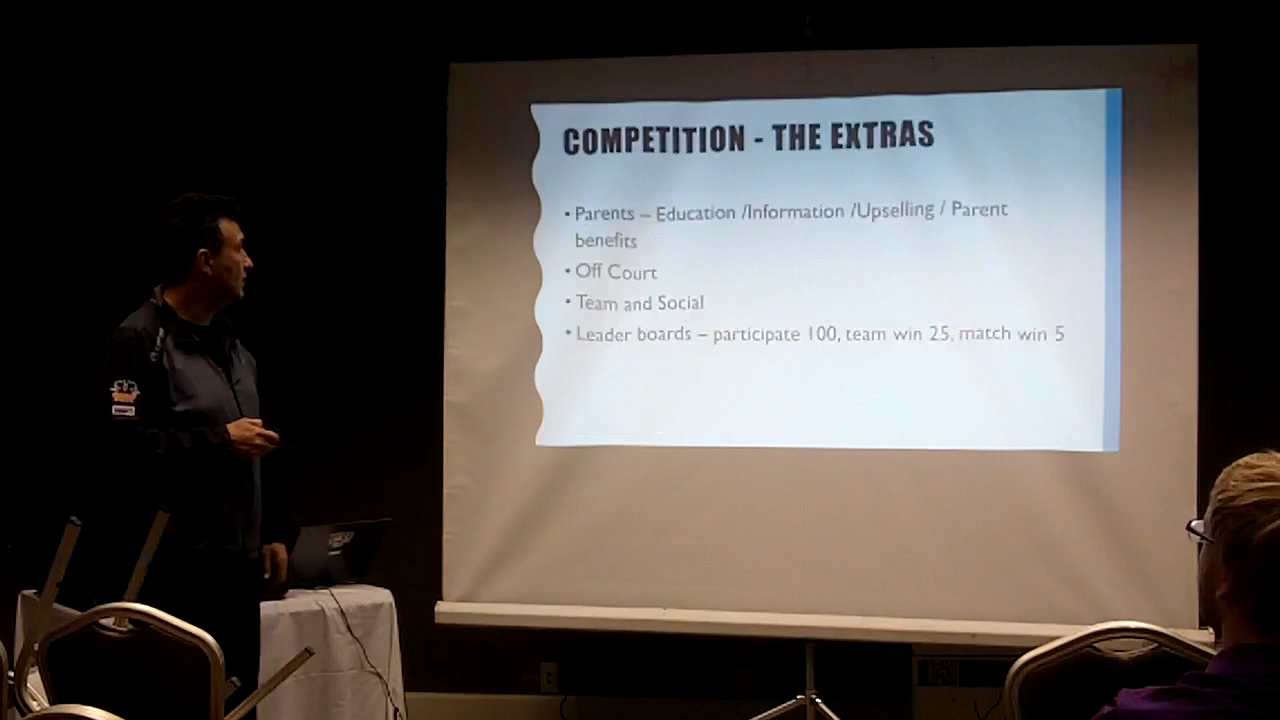 COMPETITION - THE EXTRAS
• Parents – Education /Information /Upselling / Parent
benefits
• Off Court
• Team and Social
• Leader boards – participate 100, team win 25, match win 5